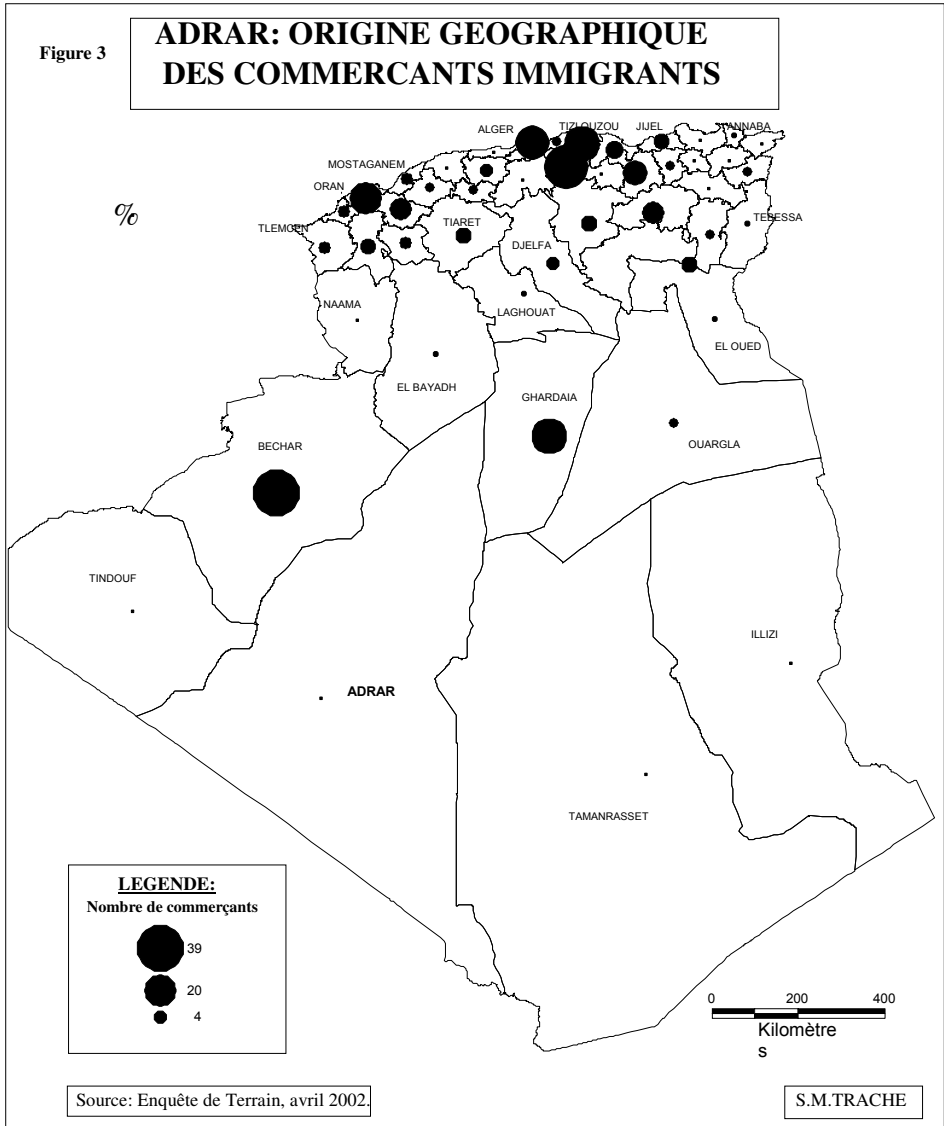 Figure 3
ADRAR: ORIGINE GEOGRAPHIQUE
DES COMMERCANTS IMMIGRANTS
ALGER
TIZI.OUZOU
JIJEL
ANNABA
MOSTAGANEM
ORAN
%
TLEMCEN
TIARET
TEBESSA
DJELFA
NAAMA
LAGHOUAT
EL OUED
EL BAYADH
GHARDAIA
BECHAR
OUARGLA
TINDOUF
ILLIZI
ADRAR
TAMANRASSET
LEGENDE:
Nombre de commerçants
39
20
4
0 200 400
Kilomètre
s
Source: Enquête de Terrain, avril 2002.
S.M.TRACHE